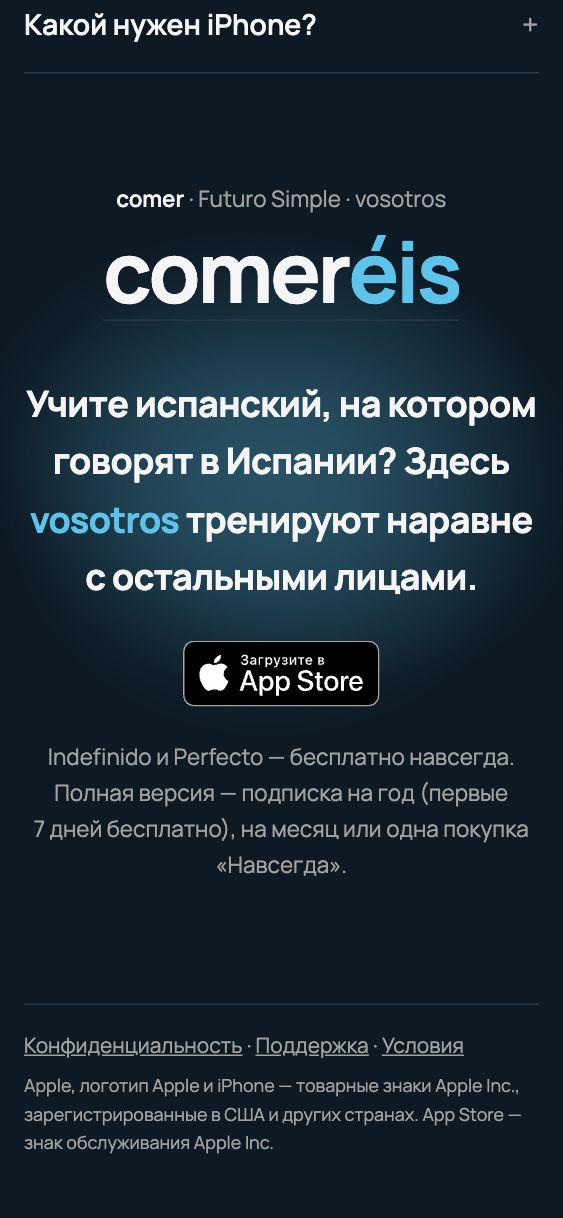 Какой нужен iPhone? +
comer · Futuro Simple · vosotros
comeréis
Учите испанский, на котором
говорят в Испании? Здесь
vosotros тренируют наравне
с остальными лицами.
Загрузите в
App Store
Indefinido и Perfecto — бесплатно навсегда.
Полная версия — подписка на год (первые
7 дней бесплатно), на месяц или одна покупка
«Навсегда».
Конфиденциальность · Поддержка · Условия
Apple, логотип Apple и iPhone — товарные знаки Apple Inc.,
зарегистрированные в США и других странах. App Store —
знак обслуживания Apple Inc.